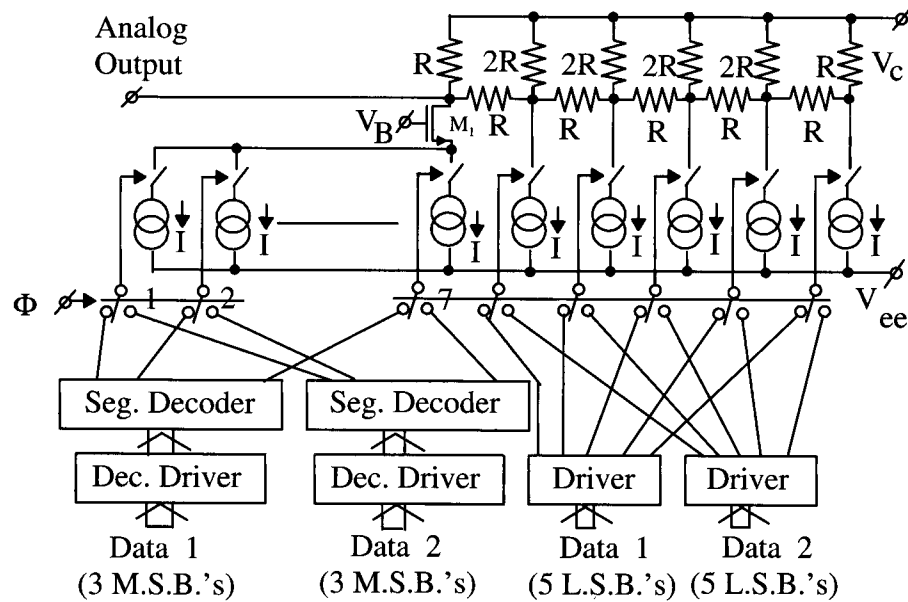 Analog
Output
R
2R
2R
2R
2R
R
V_C
V_B
M_1
R
R
R
R
R
I
I
I
I
I
I
I
I
Φ
1
2
7
V_ee
Seg. Decoder
Seg. Decoder
Dec. Driver
Dec. Driver
Driver
Driver
Data 1
(3 M.S.B.'s)
Data 2
(3 M.S.B.'s)
Data 1
(5 L.S.B.'s)
Data 2
(5 L.S.B.'s)